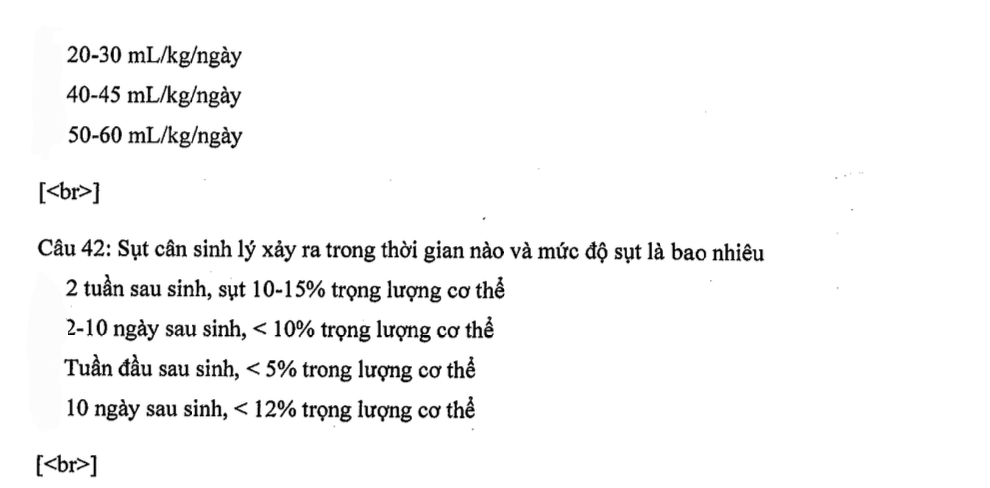 20-30 mL/kg/ngày
40-45 mL/kg/ngày
50-60 mL/kg/ngày
[<br>]
Câu 42: Sụt cân sinh lý xảy ra trong thời gian nào và mức độ sụt là bao nhiêu
2 tuần sau sinh, sụt 10-15% trọng lượng cơ thể
2-10 ngày sau sinh, < 10% trọng lượng cơ thể
Tuần đầu sau sinh, < 5% trong lượng cơ thể
10 ngày sau sinh, < 12% trọng lượng cơ thể
[<br>]